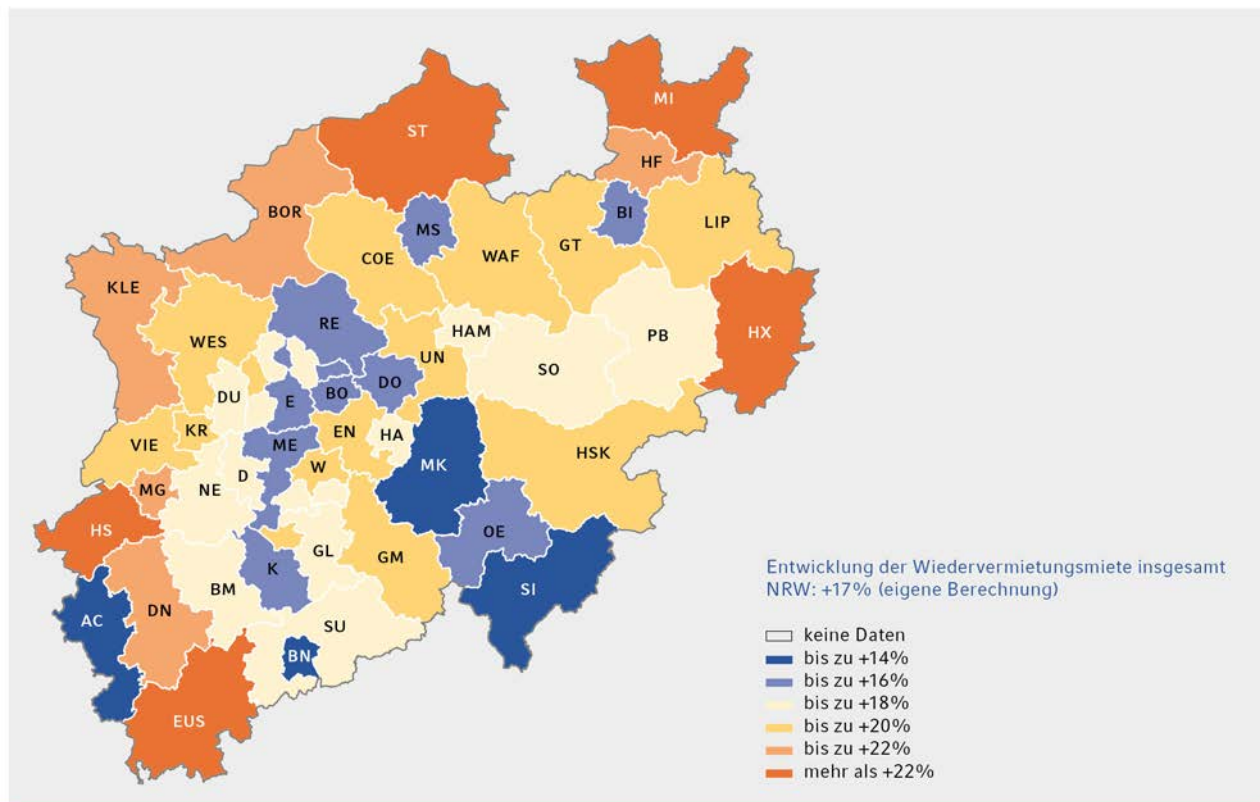 MI
ST
HF
BOR
MS
BI
LIP
GT
WAF
COE
KLE
RE
HAM
PB
HX
WES
UN
SO
DO
BO
E
DU
KR
EN
HA
VIE
ME
HSK
W
MK
D
MG
NE
HS
OE
GL
GM
K
BM
SI
DN
AC
SU
BN
EUS
Entwicklung der Wiedervermietungsmiete insgesamt
NRW: +17% (eigene Berechnung)
keine Daten
bis zu +14%
bis zu +16%
bis zu +18%
bis zu +20%
bis zu +22%
mehr als +22%